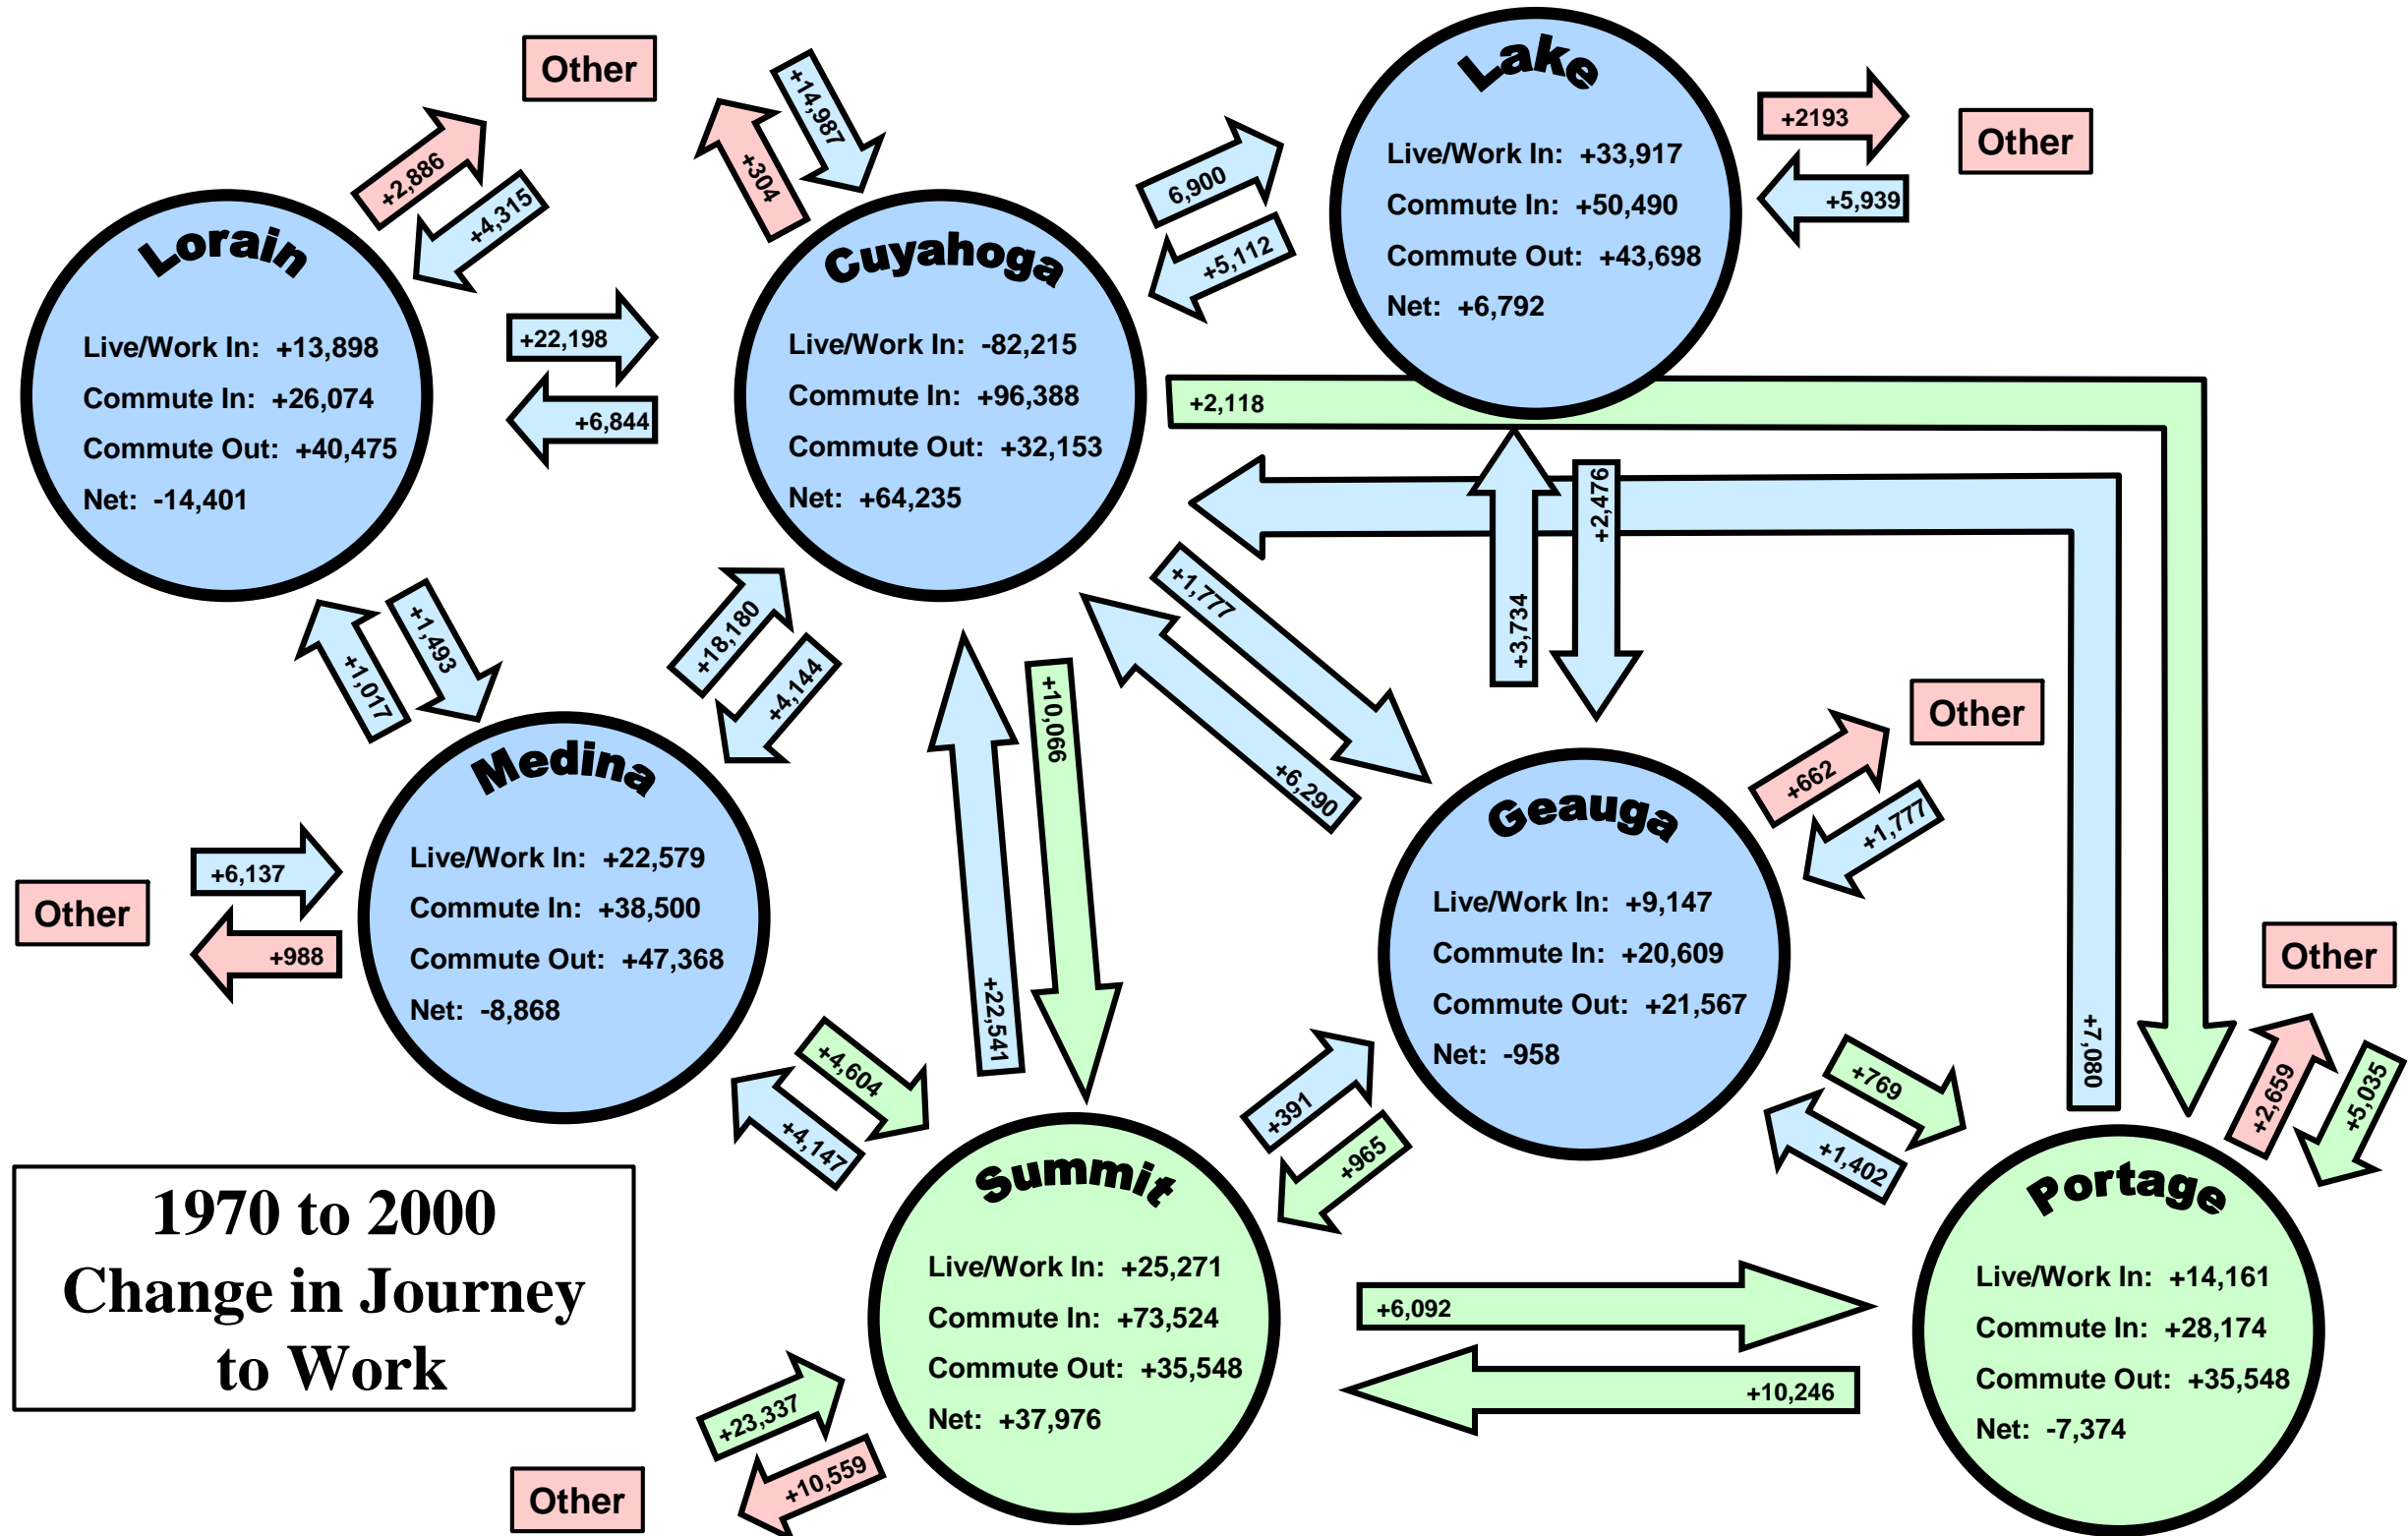 Other
+14,987
+304
+2,886
+4,315
Lake
Live/Work In: +33,917
Commute In: +50,490
Commute Out: +43,698
Net: +6,792
+2193
+5,939
Other
6,900
+5,112
Lorain
Live/Work In: +13,898
Commute In: +26,074
Commute Out: +40,475
Net: -14,401
+22,198
+6,844
Cuyahoga
Live/Work In: -82,215
Commute In: +96,388
Commute Out: +32,153
Net: +64,235
+2,118
+2,476
+3,734
+1,777
+6,290
+1,493
+1,017
+18,180
+4,144
+10,066
+22,541
Medina
Live/Work In: +22,579
Commute In: +38,500
Commute Out: +47,368
Net: -8,868
+6,137
+988
Other
Geauga
Live/Work In: +9,147
Commute In: +20,609
Commute Out: +21,567
Net: -958
Other
+662
+1,777
+7,080
Other
+2,659
+5,035
+4,604
+4,147
+391
+965
+769
+1,402
1970 to 2000
Change in Journey
to Work
Summit
Live/Work In: +25,271
Commute In: +73,524
Commute Out: +35,548
Net: +37,976
+6,092
+10,246
Portage
Live/Work In: +14,161
Commute In: +28,174
Commute Out: +35,548
Net: -7,374
+23,337
+10,559
Other